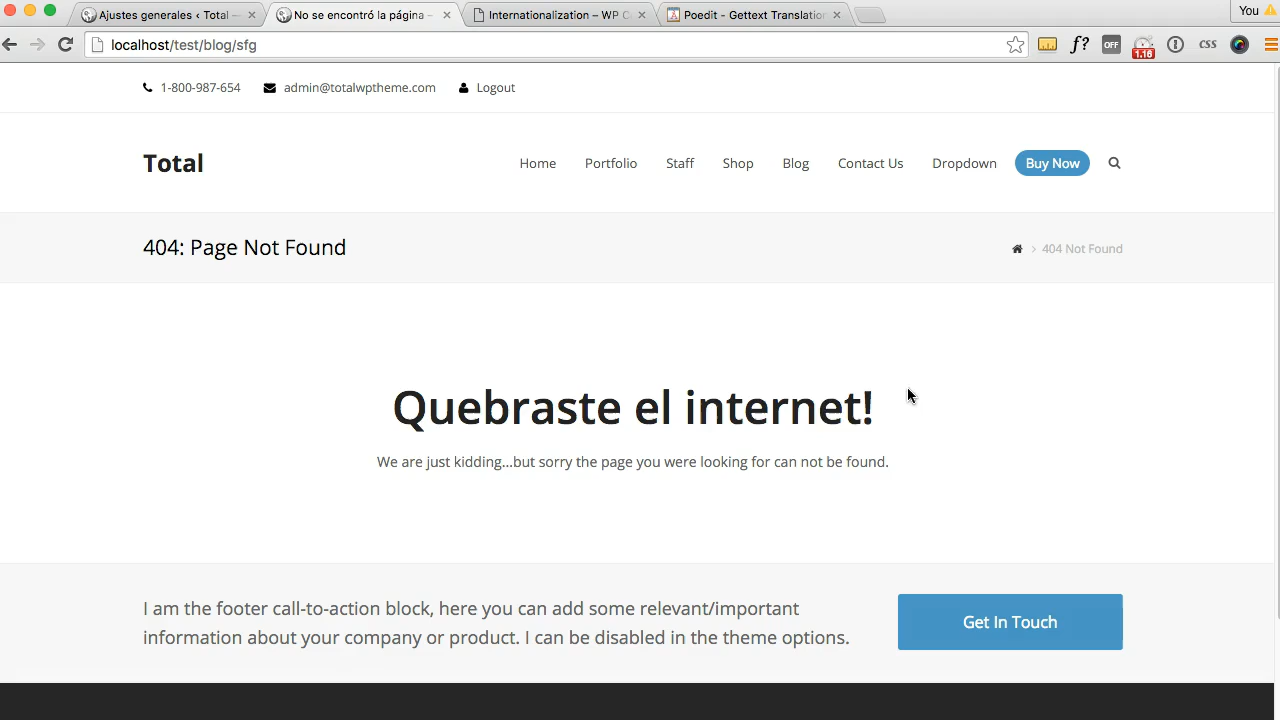 Ajustes generales ‹ Total —
No se encontró la página –
Internationalization – WP C
Poedit - Gettext Translation
You
localhost/test/blog/sfg
f?
OFF
1.16
CSS
1-800-987-654
admin@totalwptheme.com
Logout
Total
Home
Portfolio
Staff
Shop
Blog
Contact Us
Dropdown
Buy Now
404: Page Not Found
404 Not Found
Quebraste el internet!
We are just kidding...but sorry the page you were looking for can not be found.
I am the footer call-to-action block, here you can add some relevant/important
information about your company or product. I can be disabled in the theme options.
Get In Touch